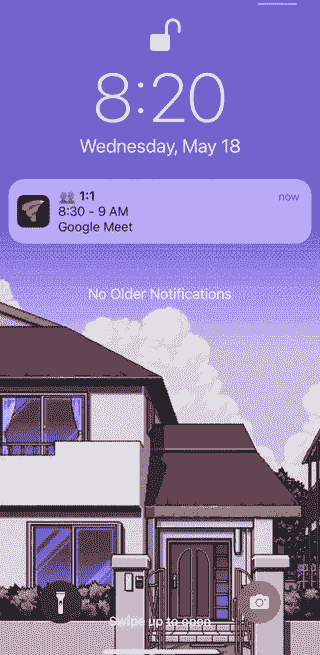 8:20
Wednesday, May 18
👥 1:1
now
8:30 - 9 AM
Google Meet
No Older Notifications
Swipe up to open